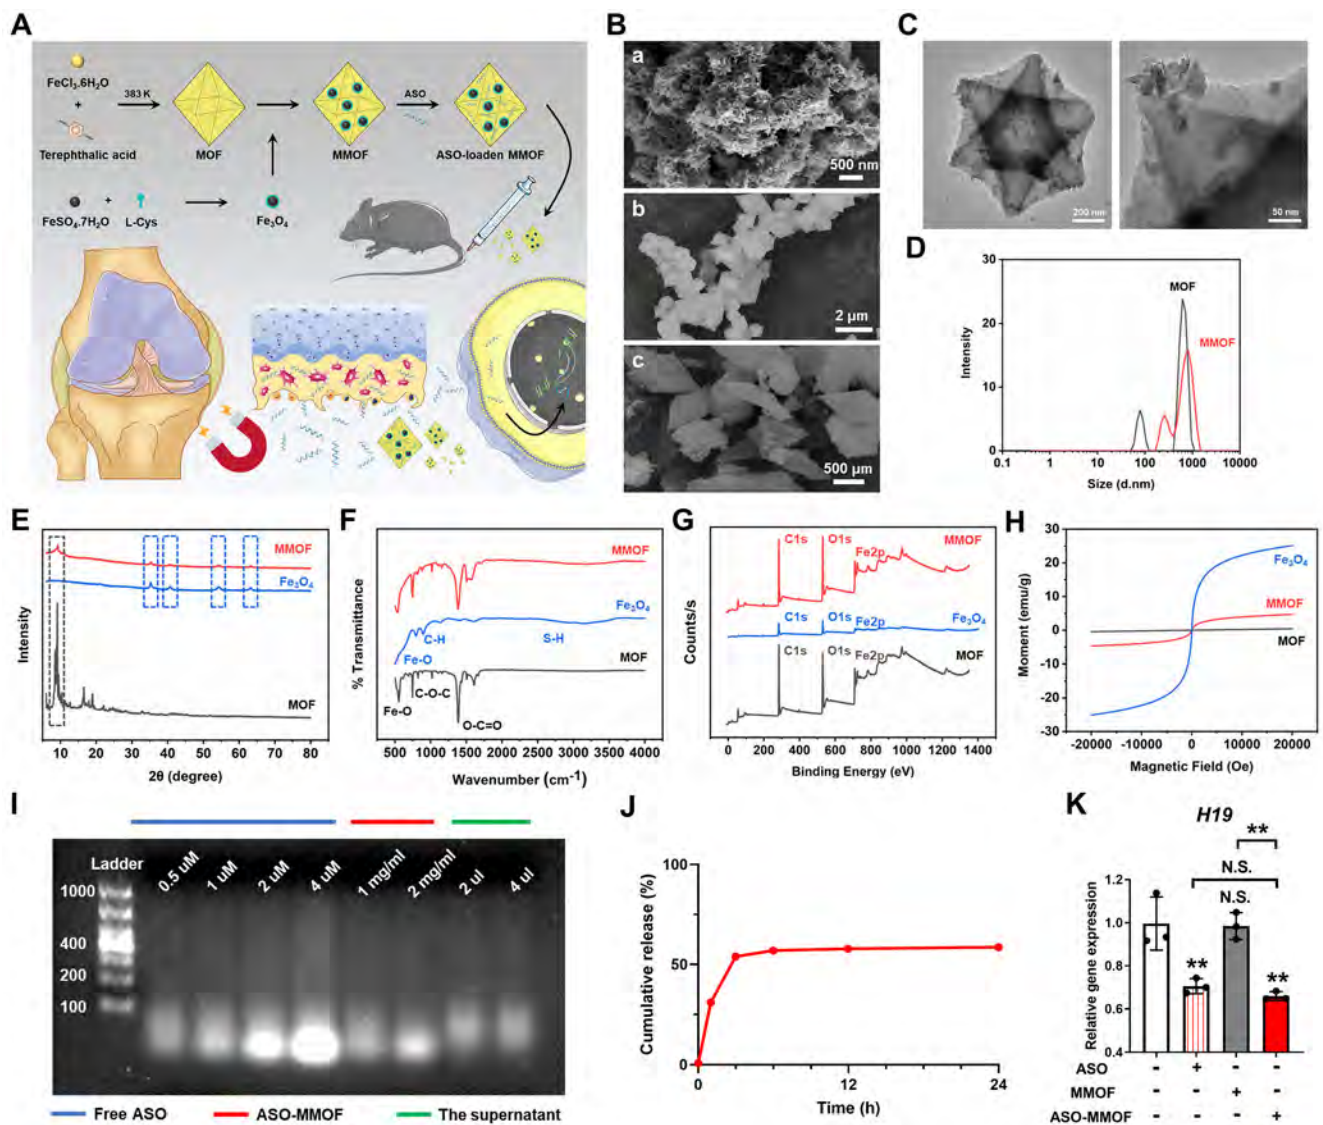 A
FeCl3.6H2O
+
383 K
Terephthalic acid
MOF
MMOF
ASO
ASO-loaden MMOF
FeSO4.7H2O
+
L-Cys
Fe3O4
B
a
500 nm
b
2 μm
c
500 μm
C
200 nm
50 nm
D
30
20
10
0
Intensity
MOF
MMOF
0.1
1
10
100
1000
10000
Size (d.nm)
E
Intensity
MMOF
Fe3O4
MOF
10 20 30 40 50 60 70 80
2θ (degree)
F
% Transmittance
MMOF
Fe3O4
C-H
S-H
Fe-O
MOF
C-O-C
Fe-O
O-C=O
500 1000 1500 2000 2500 3000 3500 4000
Wavenumber (cm-1)
G
Counts/s
C1s O1s Fe2p MMOF
C1s O1s Fe2p Fe3O4
C1s O1s Fe2p MOF
0 200 400 600 800 1000 1200 1400
Binding Energy (eV)
H
Moment (emu/g)
30
20
10
0
-10
-20
-30
Fe3O4
MMOF
MOF
-20000 -10000 0 10000 20000
Magnetic Field (Oe)
I
Ladder
0.5 uM
1 uM
2 uM
4 uM
1 mg/ml
2 mg/ml
2 ul
4 ul
1000
400
200
100
Free ASO
ASO-MMOF
The supernatant
J
Cumulative release (%)
100
50
0
0 12 24
Time (h)
K
H19
**
N.S.
N.S.
**
**
Relative gene expression
1.2
1.0
0.8
0.6
0.4
ASO - + - -
MMOF - - + -
ASO-MMOF - - - +